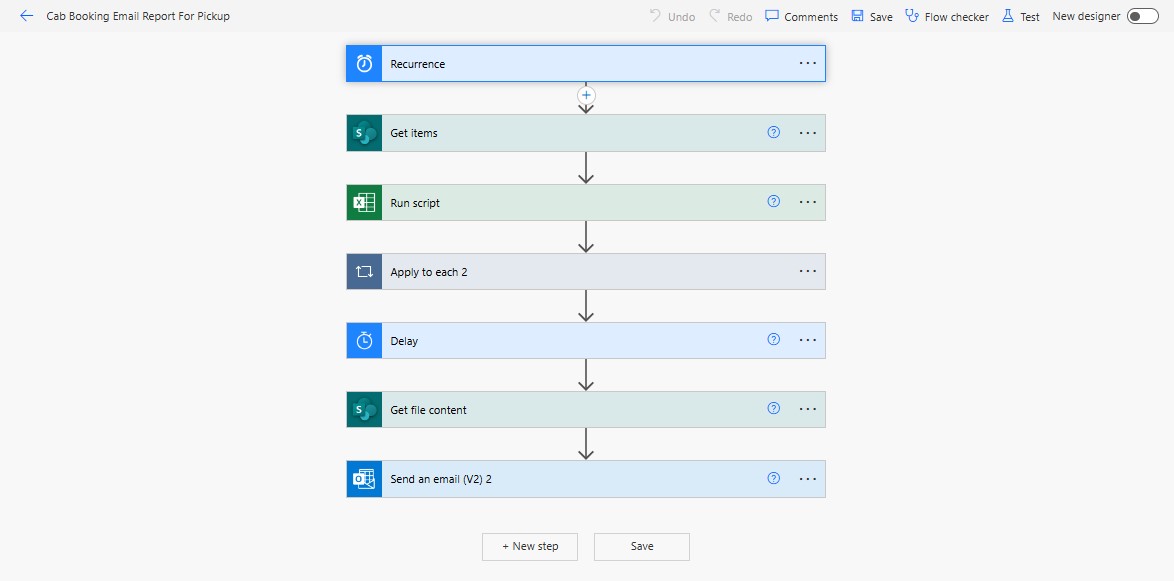 Cab Booking Email Report For Pickup
Undo Redo Comments Save Flow checker Test New designer
Recurrence
Get items
Run script
Apply to each 2
Delay
Get file content
Send an email (V2) 2
+ New step Save